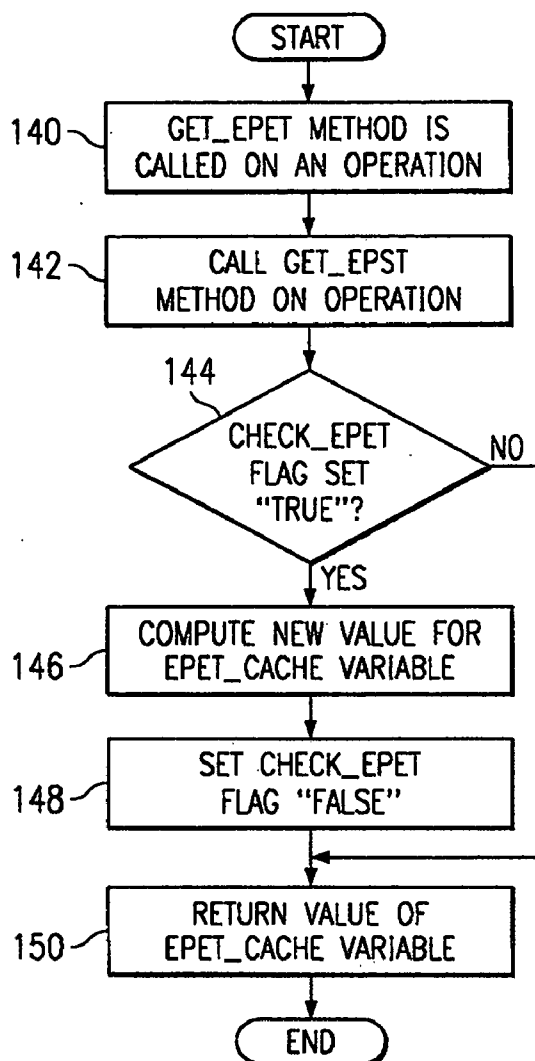 START
140
GET_EPET METHOD IS
CALLED ON AN OPERATION
142
CALL GET_EPST
METHOD ON OPERATION
144
CHECK_EPET
FLAG SET
"TRUE"?
NO
YES
146
COMPUTE NEW VALUE FOR
EPET_CACHE VARIABLE
148
SET CHECK_EPET
FLAG "FALSE"
150
RETURN VALUE OF
EPET_CACHE VARIABLE
END